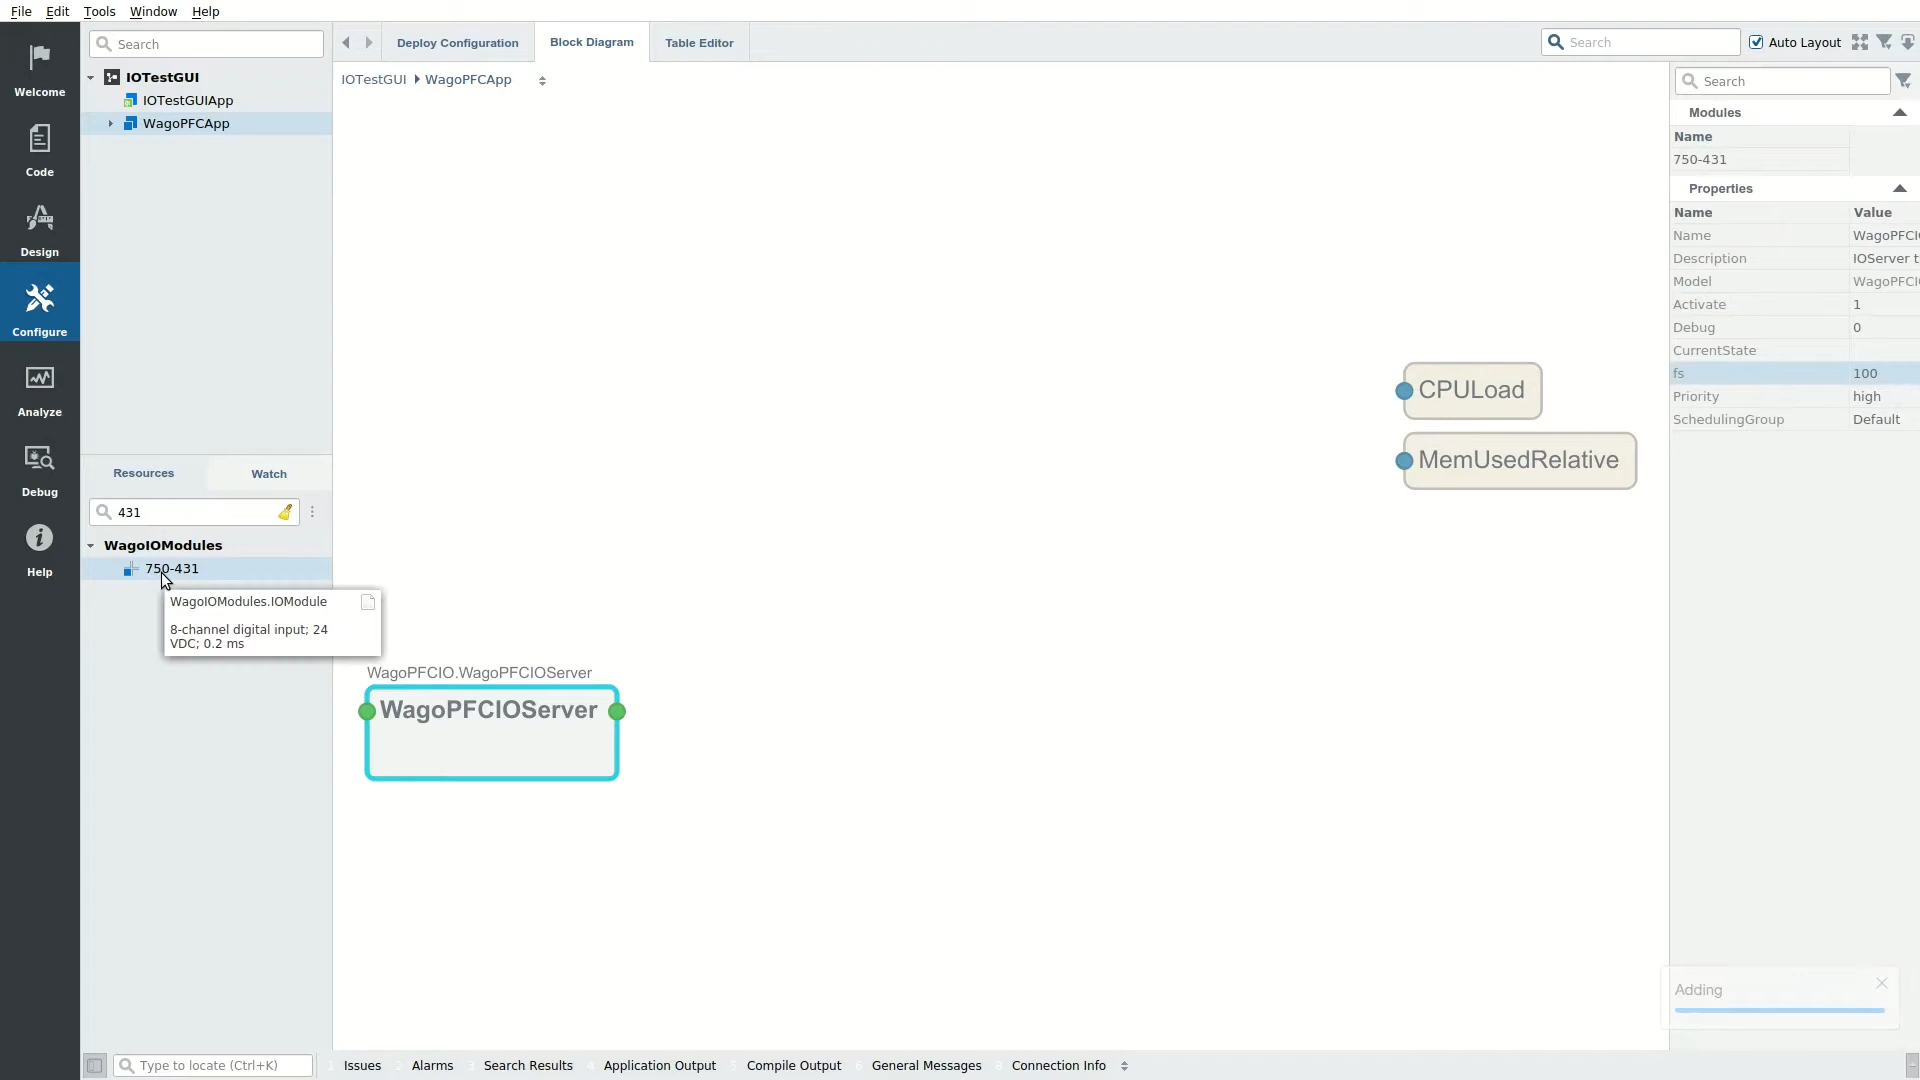 File Edit Tools Window Help
Search
IOTestGUI
IOTestGUIApp
WagoPFCApp
Welcome
Code
Design
Configure
Analyze
Debug
Help
Resources Watch
431
WagoIOModules
750-431
WagoIOModules.IOModule
8-channel digital input; 24
VDC; 0.2 ms
Deploy Configuration Block Diagram Table Editor
Search
Auto Layout
IOTestGUI WagoPFCApp
CPULoad
MemUsedRelative
WagoPFCIO.WagoPFCIOServer
WagoPFCIOServer
Search
Modules
Name
750-431
Properties
Name Value
Name WagoPFCI
Description IOServer t
Model WagoPFCI
Activate 1
Debug 0
CurrentState
fs 100
Priority high
SchedulingGroup Default
Adding
Type to locate (Ctrl+K)
Issues Alarms Search Results Application Output Compile Output General Messages Connection Info